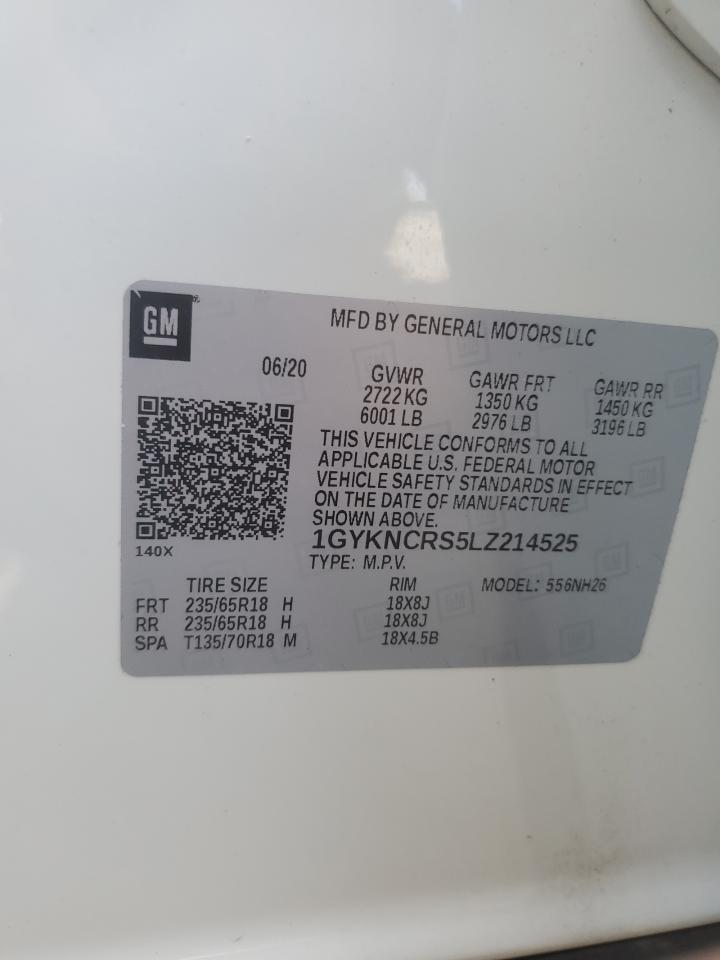 GM
MFD BY GENERAL MOTORS LLC
06/20
GVWR GAWR FRT GAWR RR
2722 KG 1350 KG 1450 KG
6001 LB 2976 LB 3196 LB
THIS VEHICLE CONFORMS TO ALL
APPLICABLE U.S. FEDERAL MOTOR
VEHICLE SAFETY STANDARDS IN EFFECT
ON THE DATE OF MANUFACTURE
SHOWN ABOVE.
1GYKNCRS5LZ214525
140X
TYPE: M.P.V.
TIRE SIZE RIM MODEL: 556NH26
FRT 235/65R18 H 18X8J
RR 235/65R18 H 18X8J
SPA T135/70R18 M 18X4.5B